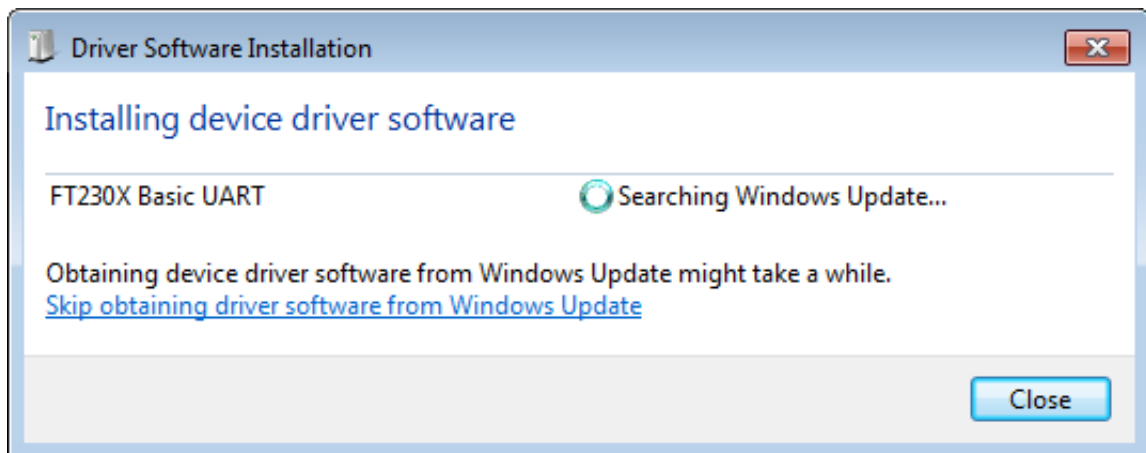 Driver Software Installation
Installing device driver software
FT230X Basic UART Searching Windows Update...
Obtaining device driver software from Windows Update might take a while.
Skip obtaining driver software from Windows Update
Close